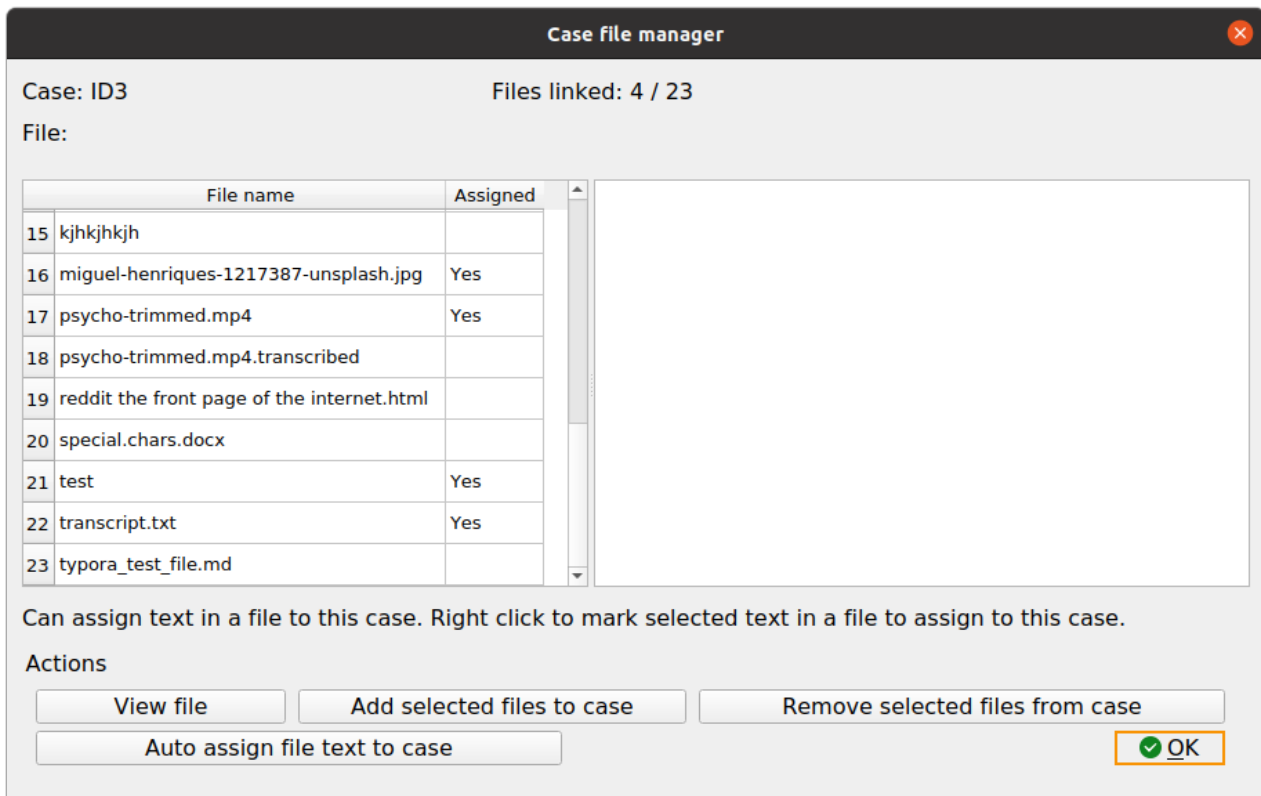 Case file manager
Case: ID3 Files linked: 4 / 23
File:
File name Assigned
15 kjhkjhkjh
16 miguel-henriques-1217387-unsplash.jpg Yes
17 psycho-trimmed.mp4 Yes
18 psycho-trimmed.mp4.transcribed
19 reddit the front page of the internet.html
20 special.chars.docx
21 test Yes
22 transcript.txt Yes
23 typora_test_file.md
Can assign text in a file to this case. Right click to mark selected text in a file to assign to this case.
Actions
View file Add selected files to case Remove selected files from case
Auto assign file text to case OK